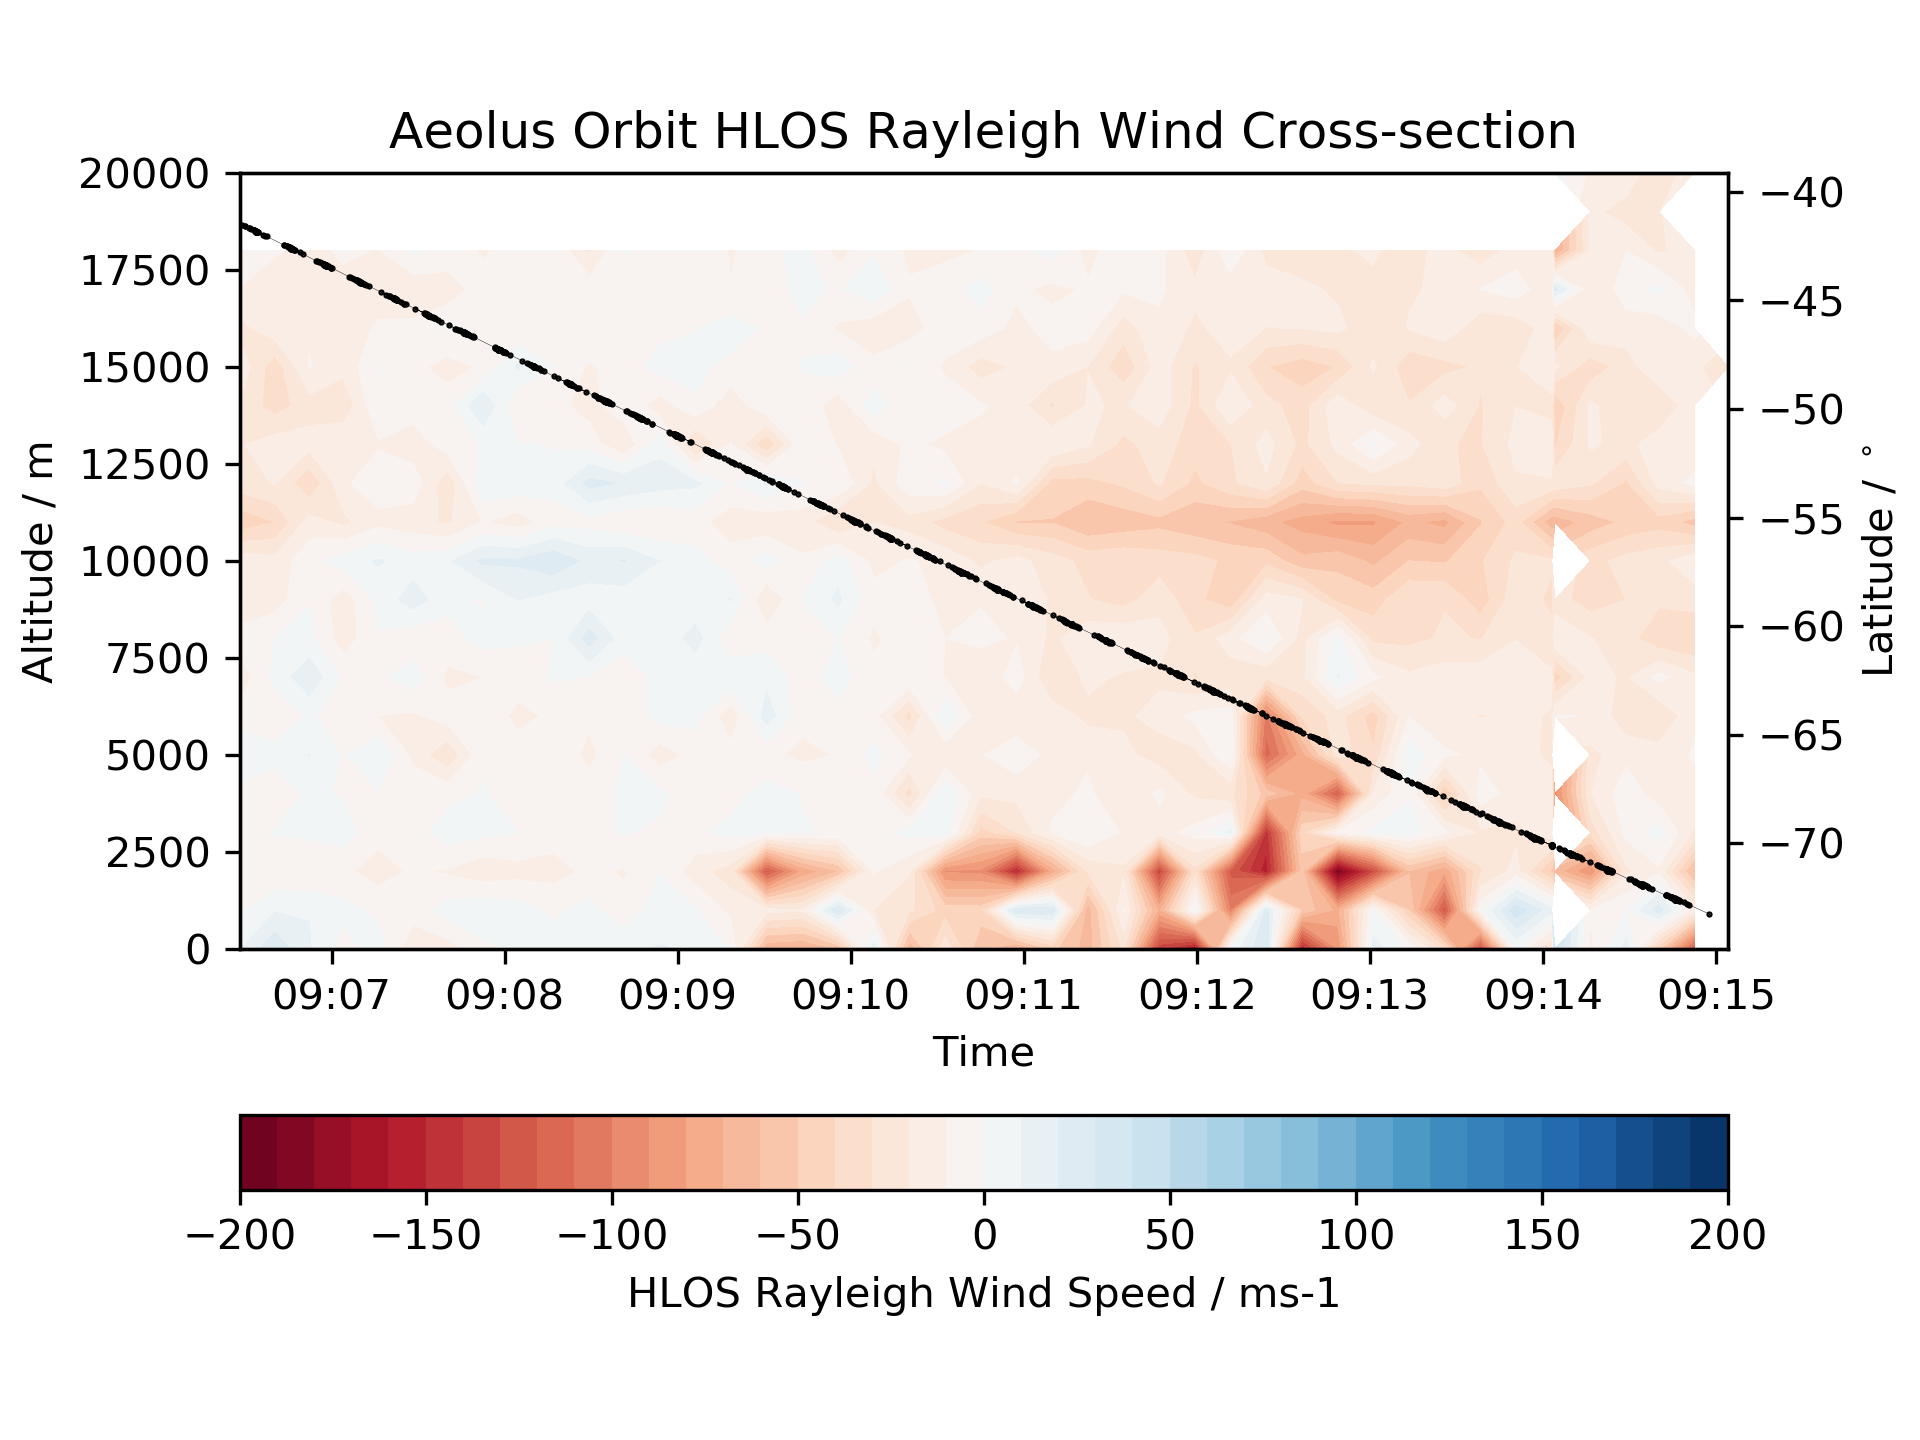 Aeolus Orbit HLOS Rayleigh Wind Cross-section
20000
17500
15000
12500
10000
7500
5000
2500
0
Altitude / m
−40
−45
−50
−55
−60
−65
−70
Latitude / °
09:07 09:08 09:09 09:10 09:11 09:12 09:13 09:14 09:15
Time
−200 −150 −100 −50 0 50 100 150 200
HLOS Rayleigh Wind Speed / ms-1